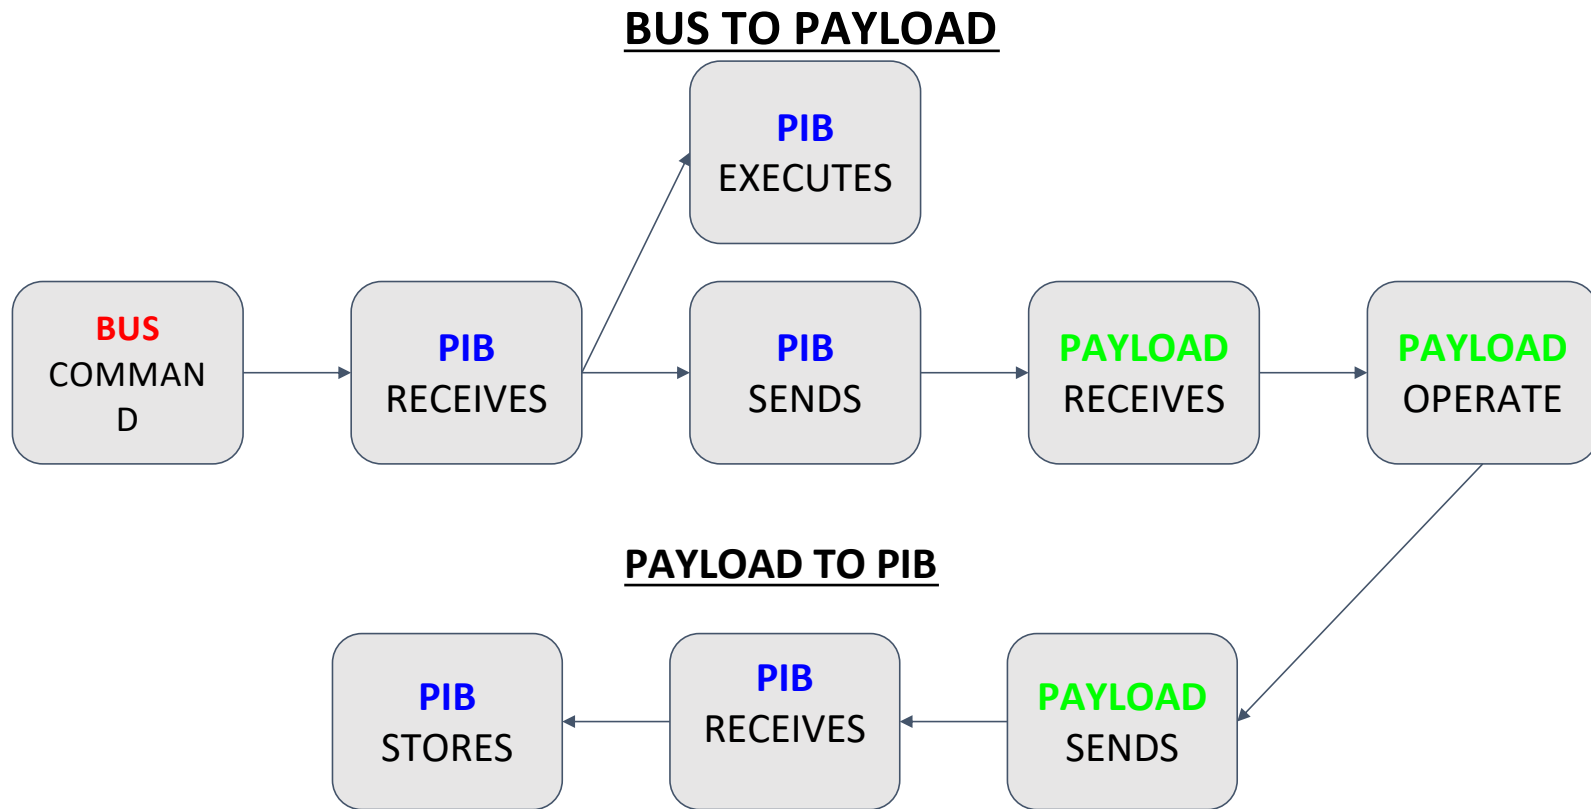 BUS TO PAYLOAD
PIB
EXECUTES
BUS
COMMAN
D
PIB
RECEIVES
PIB
SENDS
PAYLOAD
RECEIVES
PAYLOAD
OPERATE
PAYLOAD TO PIB
PIB
STORES
PIB
RECEIVES
PAYLOAD
SENDS